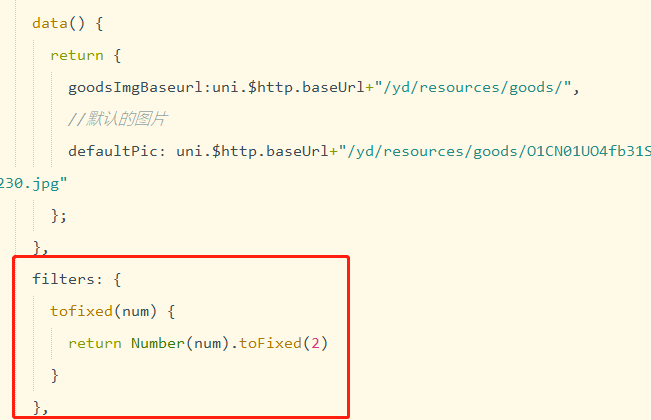 data() {
return {
goodsImgBaseurl:uni.$http.baseUrl+"/yd/resources/goods/",
//默认的图片
defaultPic: uni.$http.baseUrl+"/yd/resources/goods/O1CN01UO4fb31S
230.jpg"
};
},
filters: {
tofixed(num) {
return Number(num).toFixed(2)
}
},